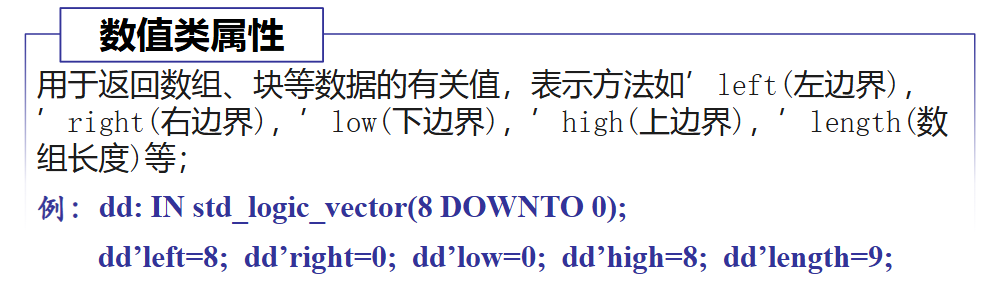 数值类属性
用于返回数组、块等数据的有关值，表示方法如′left(左边界)，
′right(右边界)，′low(下边界)，′high(上边界)，′length(数
组长度)等；
例：dd: IN std_logic_vector(8 DOWNTO 0);
dd’left=8; dd’right=0; dd’low=0; dd’high=8; dd’length=9;